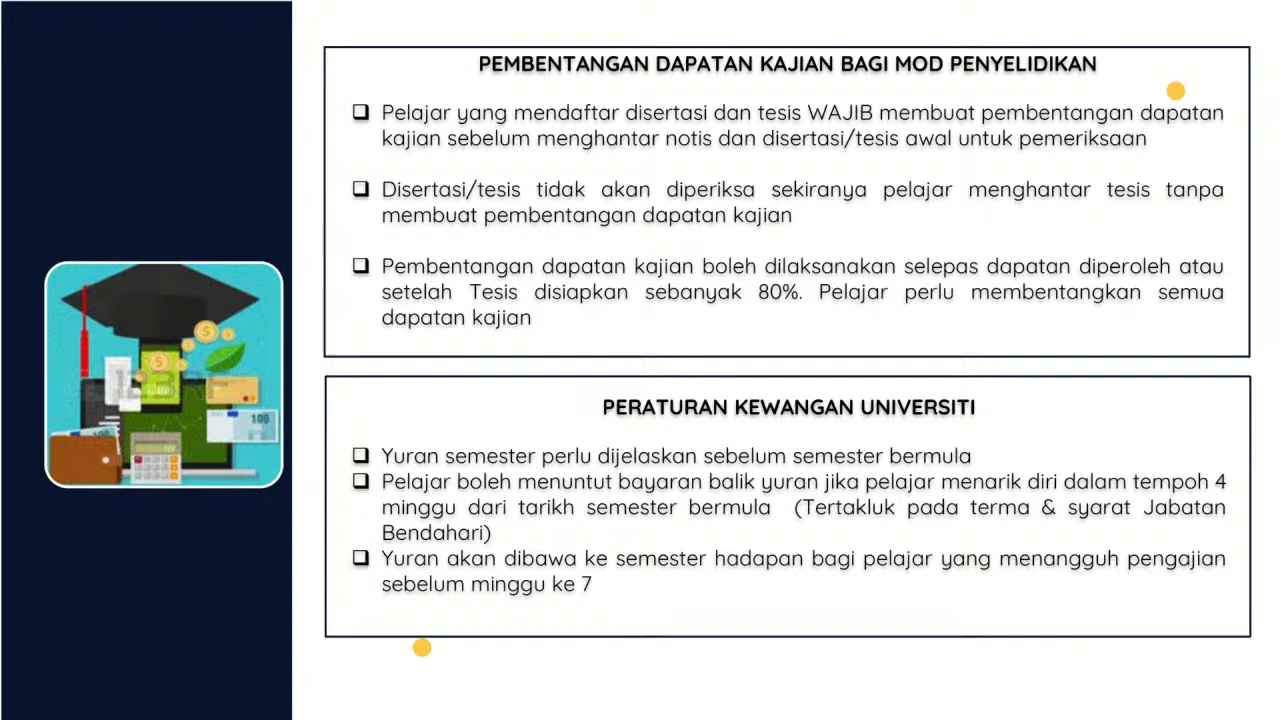 PEMBENTANGAN DAPATAN KAJIAN BAGI MOD PENYELIDIKAN
❑ Pelajar yang mendaftar disertasi dan tesis WAJIB membuat pembentangan dapatan
kajian sebelum menghantar notis dan disertasi/tesis awal untuk pemeriksaan
❑ Disertasi/tesis tidak akan diperiksa sekiranya pelajar menghantar tesis tanpa
membuat pembentangan dapatan kajian
❑ Pembentangan dapatan kajian boleh dilaksanakan selepas dapatan diperoleh atau
setelah Tesis disiapkan sebanyak 80%. Pelajar perlu membentangkan semua
dapatan kajian
PERATURAN KEWANGAN UNIVERSITI
❑ Yuran semester perlu dijelaskan sebelum semester bermula
❑ Pelajar boleh menuntut bayaran balik yuran jika pelajar menarik diri dalam tempoh 4
minggu dari tarikh semester bermula (Tertakluk pada terma & syarat Jabatan
Bendahari)
❑ Yuran akan dibawa ke semester hadapan bagi pelajar yang menangguh pengajian
sebelum minggu ke 7
100